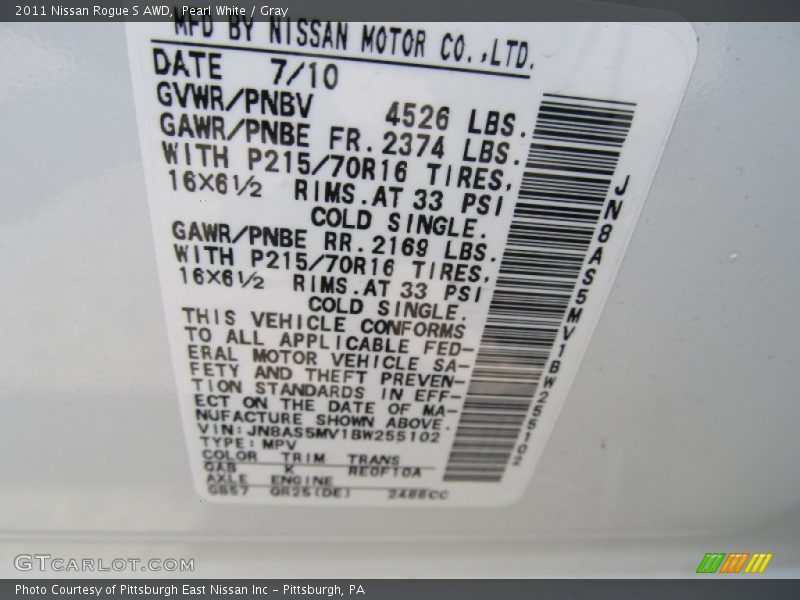 2011 Nissan Rogue S AWD, Pearl White / Gray
MFD BY NISSAN MOTOR CO.,LTD.
DATE 7/10
GVWR/PNBV 4526 LBS.
GAWR/PNBE FR. 2374 LBS.
WITH P215/70R16 TIRES,
16X6½ RIMS. AT 33 PSI
COLD SINGLE.
GAWR/PNBE RR. 2169 LBS.
WITH P215/70R16 TIRES,
16X6½ RIMS. AT 33 PSI
COLD SINGLE.
THIS VEHICLE CONFORMS
TO ALL APPLICABLE FED-
ERAL MOTOR VEHICLE SA-
FETY AND THEFT PREVEN-
TION STANDARDS IN EFF-
ECT ON THE DATE OF MA-
NUFACTURE SHOWN ABOVE.
VIN: JN8AS5MV1BW255102
TYPE: MPV
COLOR TRIM TRANS
QAB K RE0F10A
AXLE ENGINE
GB57 QR25(DE) 2488CC
JN8AS5MV1BW255102
GTCARLOT.COM
Photo Courtesy of Pittsburgh East Nissan Inc - Pittsburgh, PA